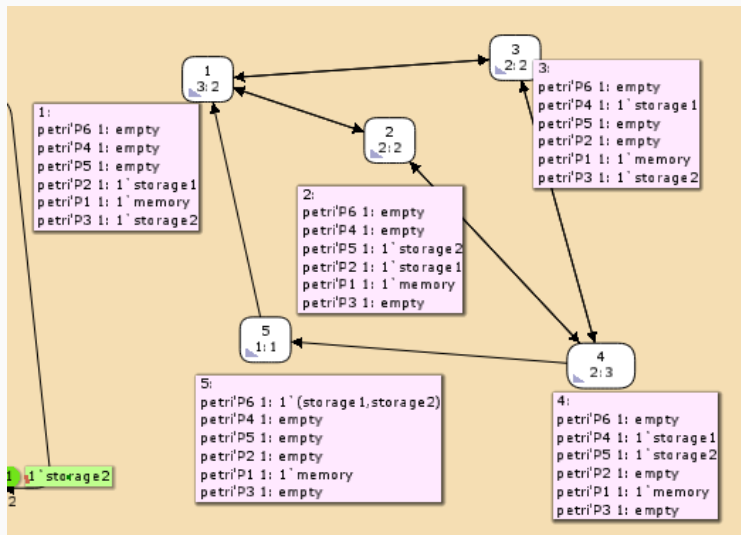 3
2:2
1
3:2
2
2:2
3:
petri'P6 1: empty
petri'P4 1: 1`storage1
petri'P5 1: empty
petri'P2 1: empty
petri'P1 1: 1`memory
petri'P3 1: 1`storage2
1:
petri'P6 1: empty
petri'P4 1: empty
petri'P5 1: empty
petri'P2 1: 1`storage1
petri'P1 1: 1`memory
petri'P3 1: 1`storage2
2:
petri'P6 1: empty
petri'P4 1: empty
petri'P5 1: 1`storage2
petri'P2 1: 1`storage1
petri'P1 1: 1`memory
petri'P3 1: empty
5
1:1
4
2:3
5:
petri'P6 1: 1`(storage1,storage2)
petri'P4 1: empty
petri'P5 1: empty
petri'P2 1: empty
petri'P1 1: 1`memory
petri'P3 1: empty
4:
petri'P6 1: empty
petri'P4 1: 1`storage1
petri'P5 1: 1`storage2
petri'P2 1: empty
petri'P1 1: 1`memory
petri'P3 1: empty
1 1`storage2
2